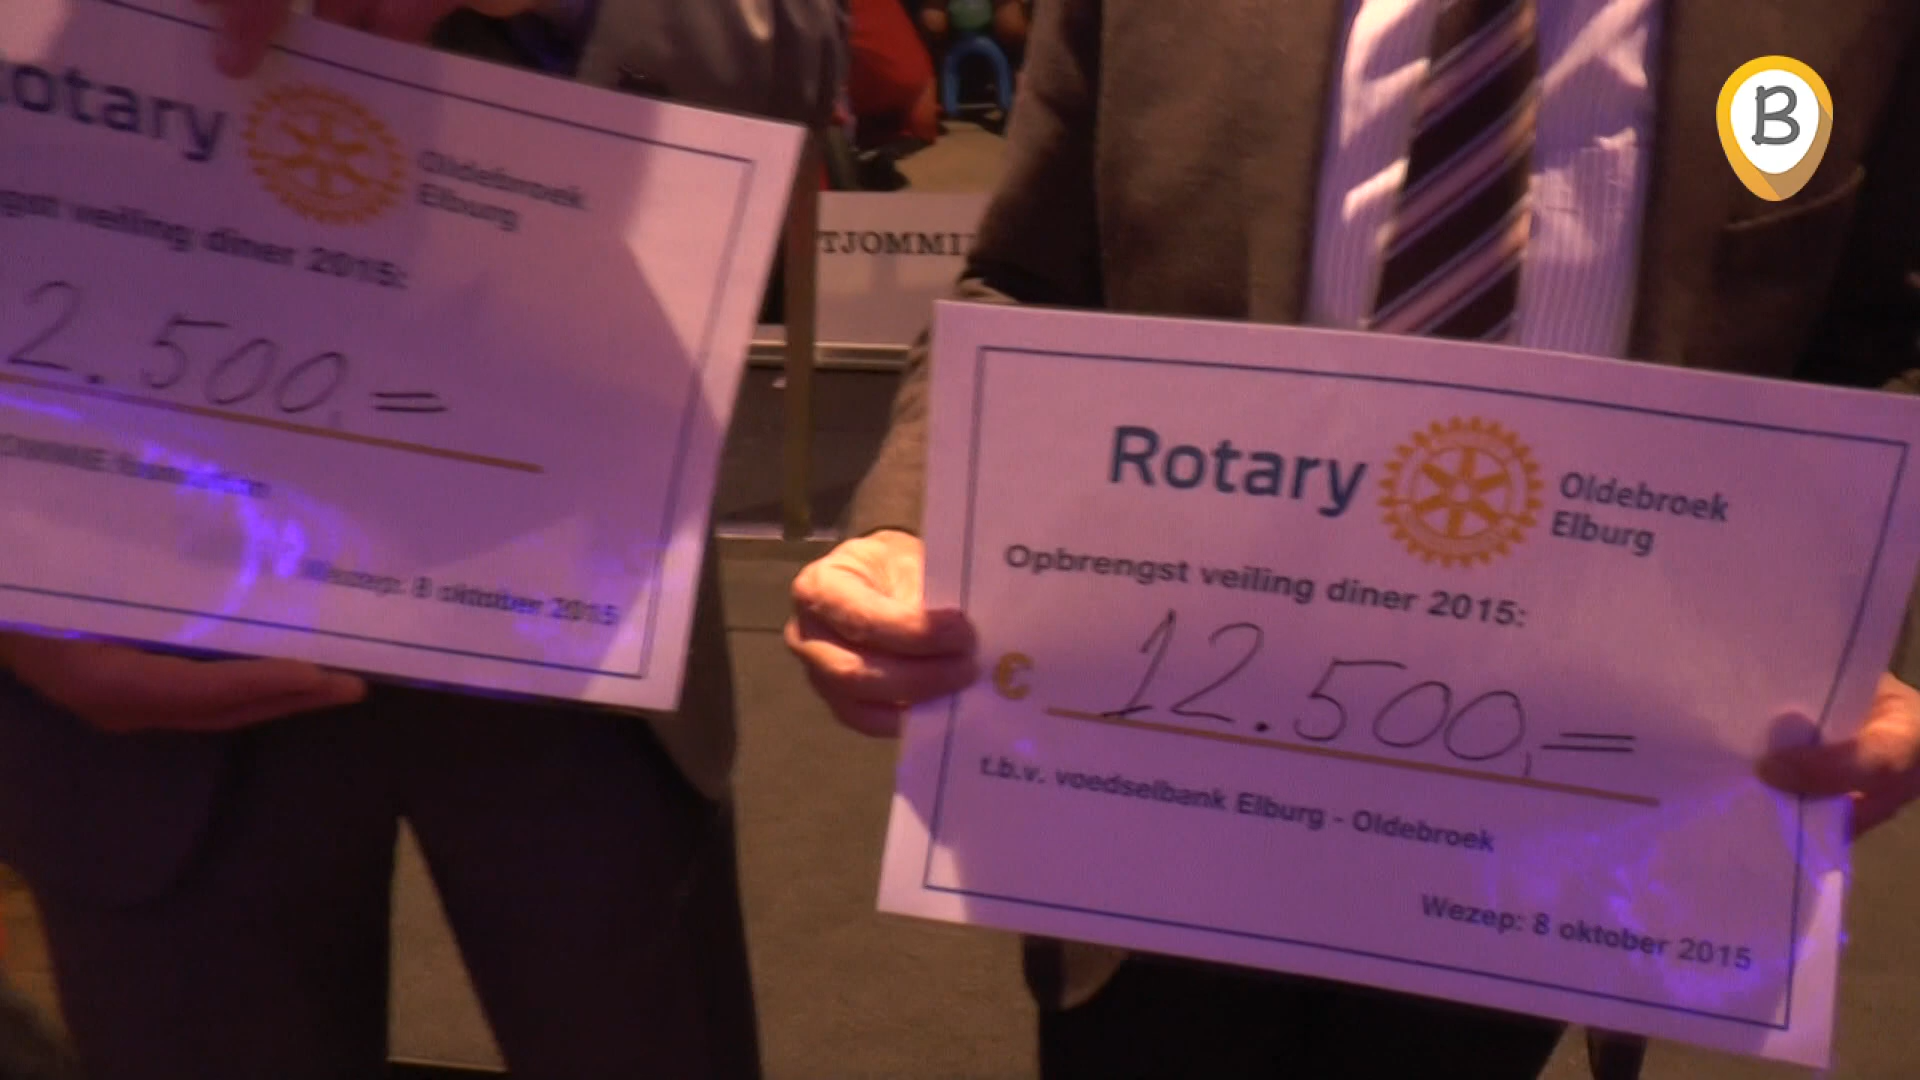 otary
Oldebroek
Elburg
gst veiling diner 2015:
2.500,=
Wezep: 8 oktober 2015
TJOMMI
B
Rotary
Oldebroek
Elburg
Opbrengst veiling diner 2015:
€ 12.500,=
t.b.v. voedselbank Elburg - Oldebroek
Wezep: 8 oktober 2015